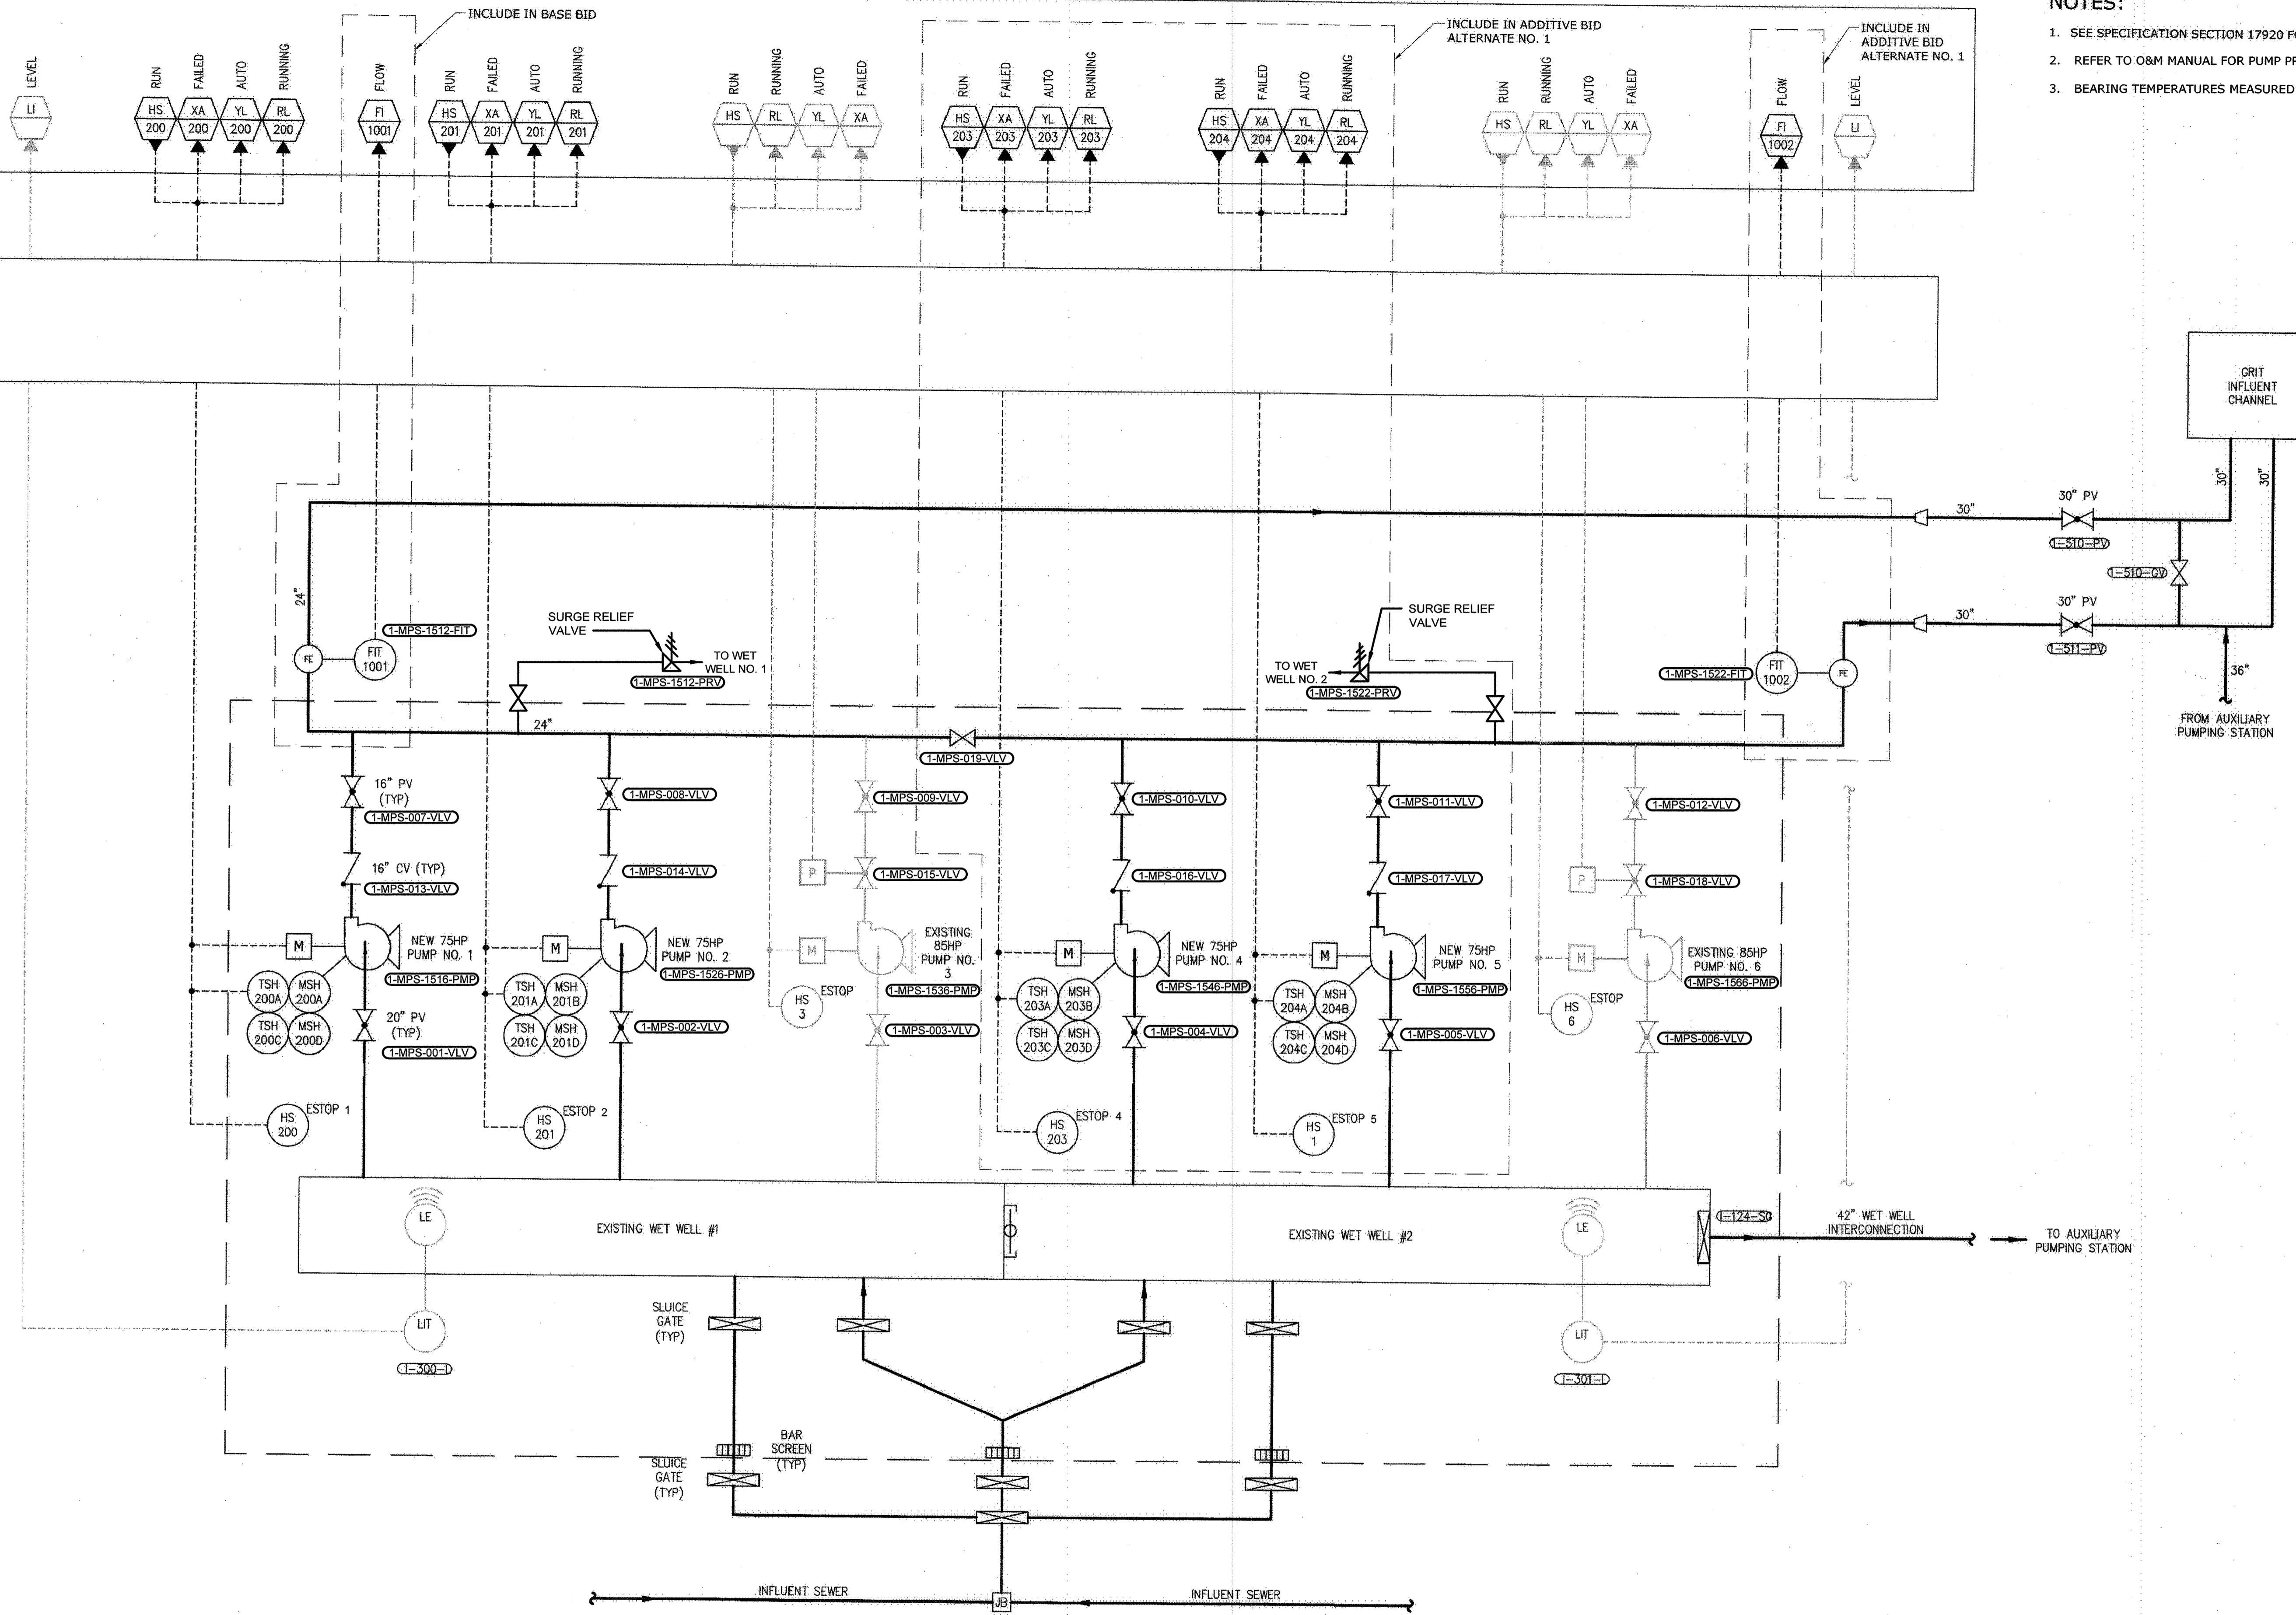 NOTES:
1. SEE SPECIFICATION SECTION 17920
2. REFER TO O&M MANUAL FOR PUMP
3. BEARING TEMPERATURES MEASURED
INCLUDE IN BASE BID
INCLUDE IN ADDITIVE BID
ALTERNATE NO. 1
INCLUDE IN
ADDITIVE BID
ALTERNATE NO. 1
LEVEL
LI
RUN
FAILED
AUTO
RUNNING
HS
200
XA
200
YL
200
RL
200
FLOW
FI
1001
RUN
FAILED
AUTO
RUNNING
HS
201
XA
201
YL
201
RL
201
RUN
RUNNING
AUTO
FAILED
HS
RL
YL
XA
RUN
FAILED
AUTO
RUNNING
HS
203
XA
203
YL
203
RL
203
RUN
FAILED
AUTO
RUNNING
HS
204
XA
204
YL
204
RL
204
RUN
RUNNING
AUTO
FAILED
HS
RL
YL
XA
FLOW
FI
1002
LEVEL
LI
GRIT
INFLUENT
CHANNEL
30"
30"
30"
30" PV
1-510-PV
1-510-GV
30"
30" PV
1-511-PV
36"
FROM AUXILIARY
PUMPING STATION
24"
1-MPS-1512-FIT
FE
FIT
1001
SURGE RELIEF
VALVE
TO WET
WELL NO. 1
1-MPS-1512-PRV
24"
SURGE RELIEF
VALVE
TO WET
WELL NO. 2
1-MPS-1522-PRV
1-MPS-1522-FIT
FIT
1002
FE
1-MPS-019-VLV
16" PV
(TYP)
1-MPS-007-VLV
1-MPS-008-VLV
1-MPS-009-VLV
1-MPS-010-VLV
1-MPS-011-VLV
1-MPS-012-VLV
16" CV (TYP)
1-MPS-013-VLV
1-MPS-014-VLV
P
1-MPS-015-VLV
1-MPS-016-VLV
1-MPS-017-VLV
P
1-MPS-018-VLV
M
NEW 75HP
PUMP NO. 1
1-MPS-1516-PMP
M
NEW 75HP
PUMP NO. 2
1-MPS-1526-PMP
M
EXISTING
85HP
PUMP NO.
3
1-MPS-1536-PMP
M
NEW 75HP
PUMP NO. 4
1-MPS-1546-PMP
M
NEW 75HP
PUMP NO. 5
1-MPS-1556-PMP
M
EXISTING 85HP
PUMP NO. 6
1-MPS-1566-PMP
TSH
200A
MSH
200A
TSH
200C
MSH
200D
20" PV
(TYP)
1-MPS-001-VLV
TSH
201A
MSH
201B
TSH
201C
MSH
201D
1-MPS-002-VLV
HS
3
ESTOP
1-MPS-003-VLV
TSH
203A
MSH
203B
TSH
203C
MSH
203D
1-MPS-004-VLV
TSH
204A
MSH
204B
TSH
204C
MSH
204D
1-MPS-005-VLV
HS
6
ESTOP
1-MPS-006-VLV
HS
200
ESTOP 1
HS
201
ESTOP 2
HS
203
ESTOP 4
HS
1
ESTOP 5
LE
EXISTING WET WELL #1
EXISTING WET WELL #2
LE
1-124-SG
42" WET WELL
INTERCONNECTION
TO AUXILIARY
PUMPING STATION
LIT
1-300-D
SLUICE
GATE
(TYP)
LIT
1-301-D
BAR
SCREEN
(TYP)
SLUICE
GATE
(TYP)
INFLUENT SEWER
JB
INFLUENT SEWER